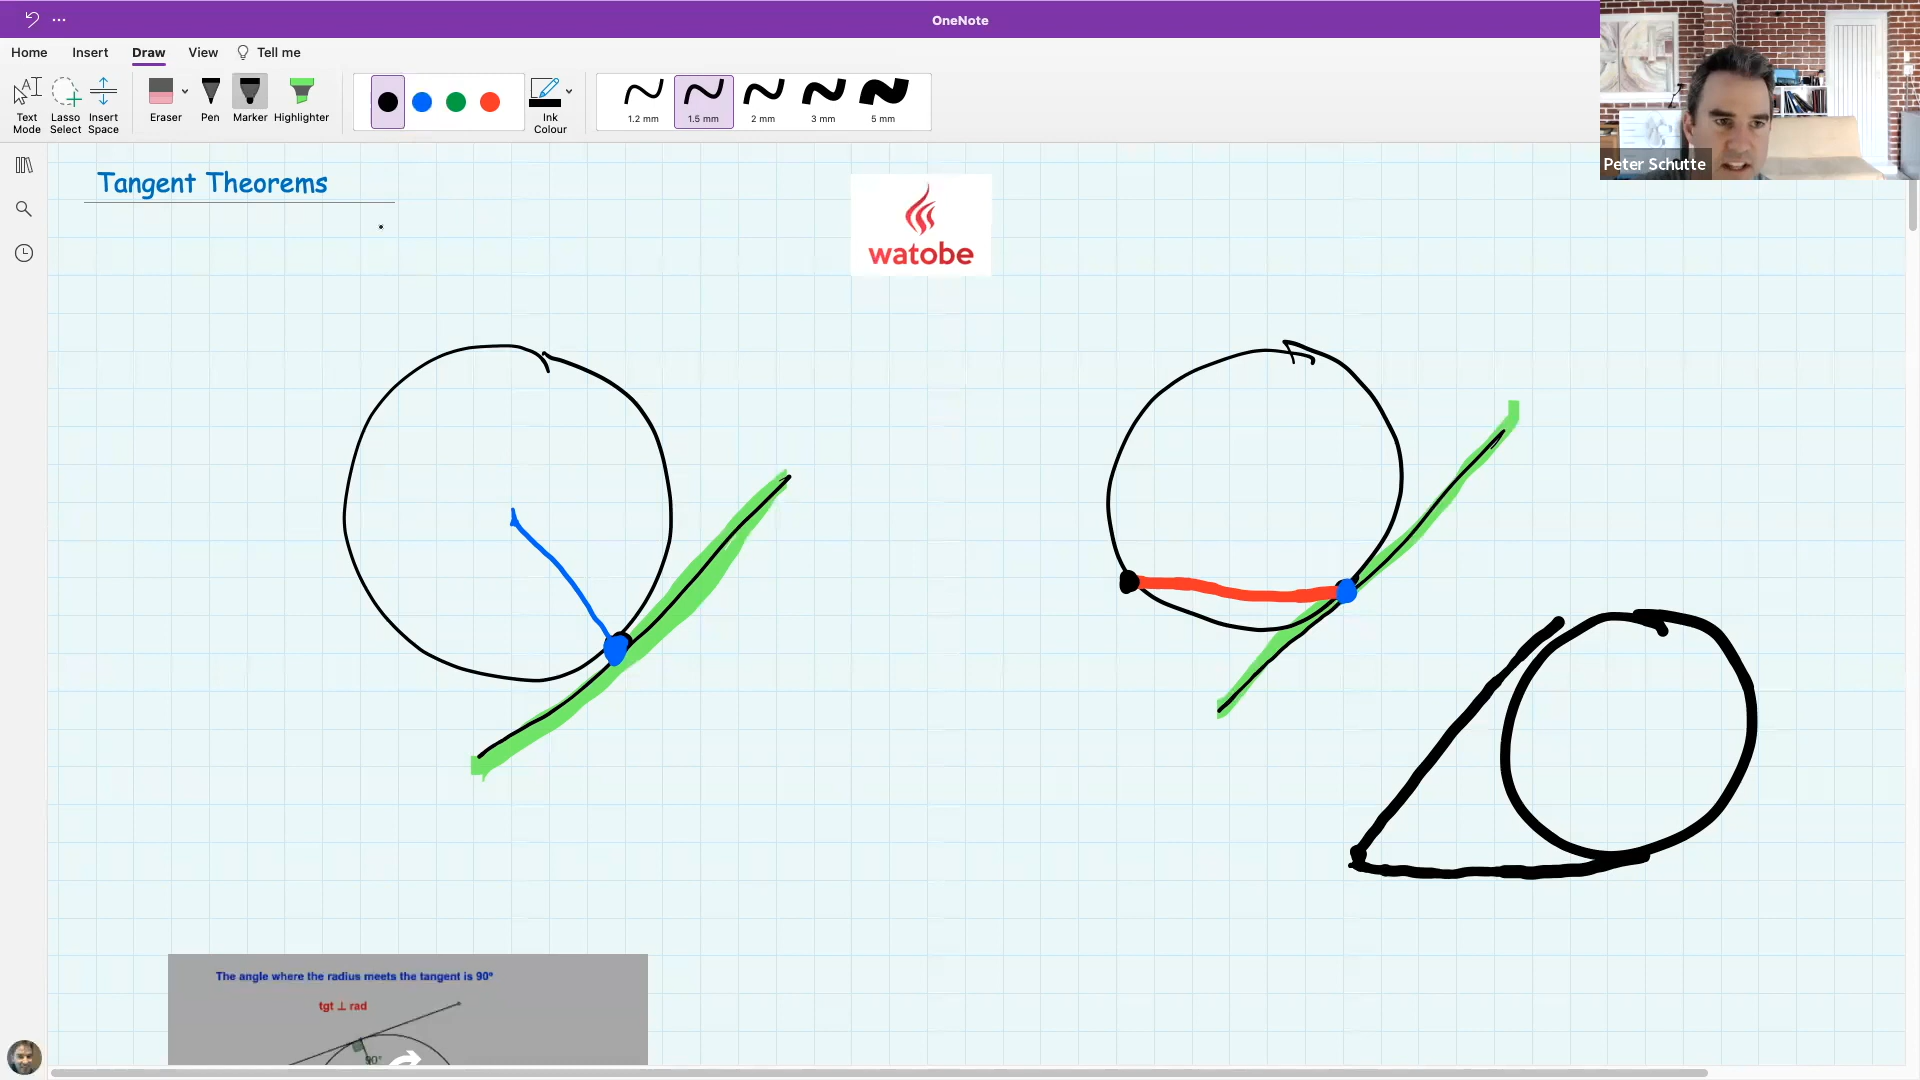 OneNote
Home Insert Draw View Tell me
Text Mode
Lasso Select
Insert Space
Eraser
Pen
Marker
Highlighter
Ink Colour
1.2 mm
1.5 mm
2 mm
3 mm
5 mm
Peter Schutte
Tangent Theorems
watobe
The angle where the radius meets the tangent is 90°
tgt ⊥ rad
90°